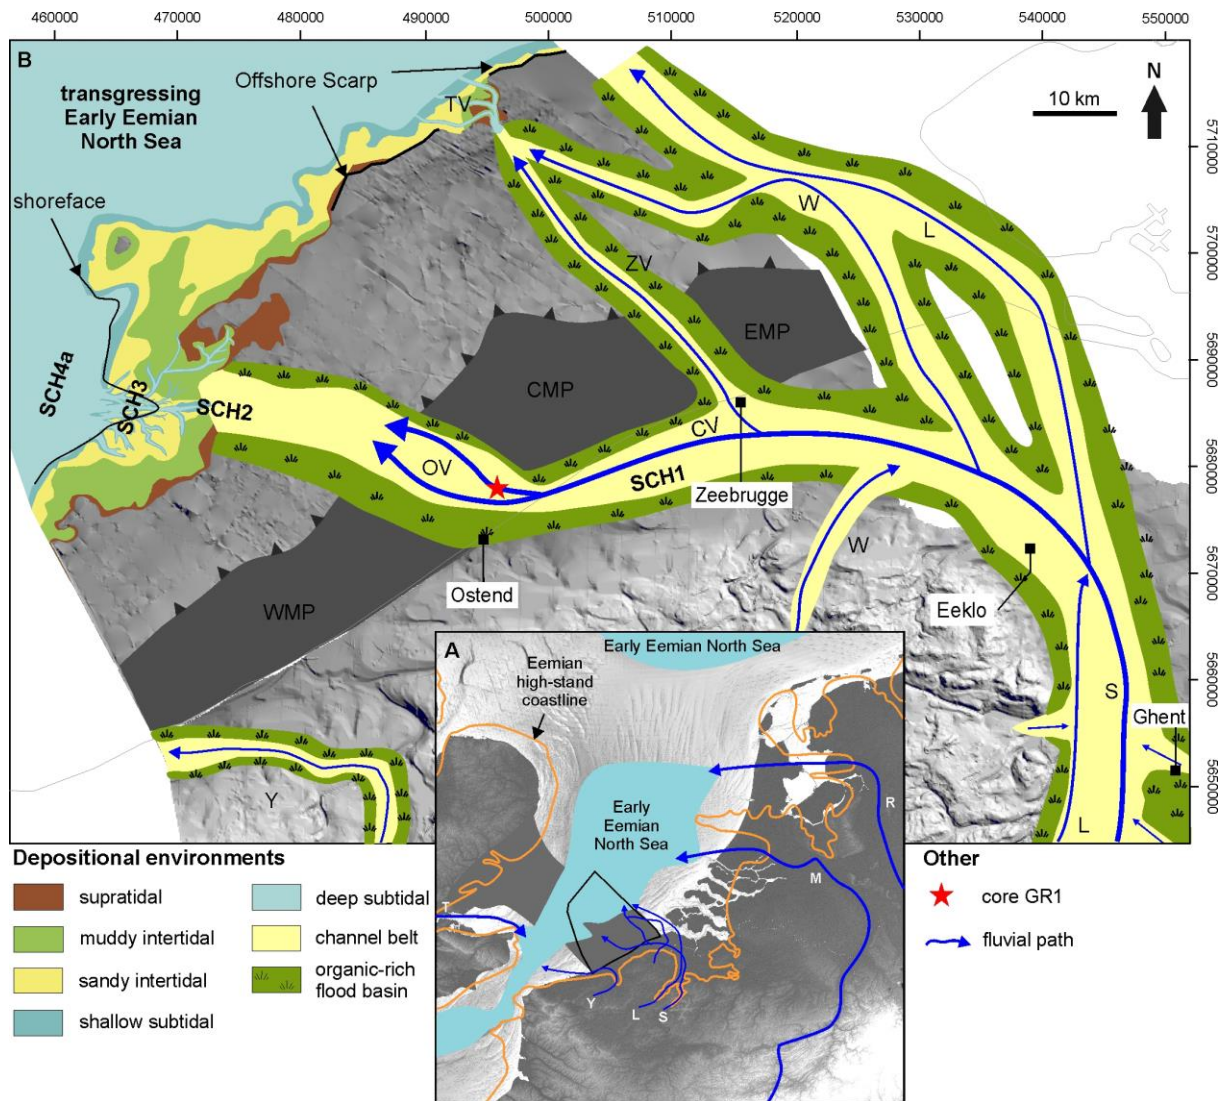 460000 470000 480000 490000 500000 510000 520000 530000 540000 550000
B
Offshore Scarp
transgressing
Early Eemian
North Sea
TV
N
10 km
5710000
shoreface
W
L
5700000
ZV
EMP
5690000
SCH4a
SCH3
CMP
SCH2
CV
OV
SCH1
5680000
Zeebrugge
W
Ostend
5670000
WMP
Eeklo
5660000
S
Ghent
5650000
Y
L
A
Early Eemian North Sea
Eemian
high-stand
coastline
Early
Eemian
North Sea
R
M
T
Y
L
S
Depositional environments
supratidal
muddy intertidal
sandy intertidal
shallow subtidal
deep subtidal
channel belt
organic-rich
flood basin
Other
core GR1
fluvial path